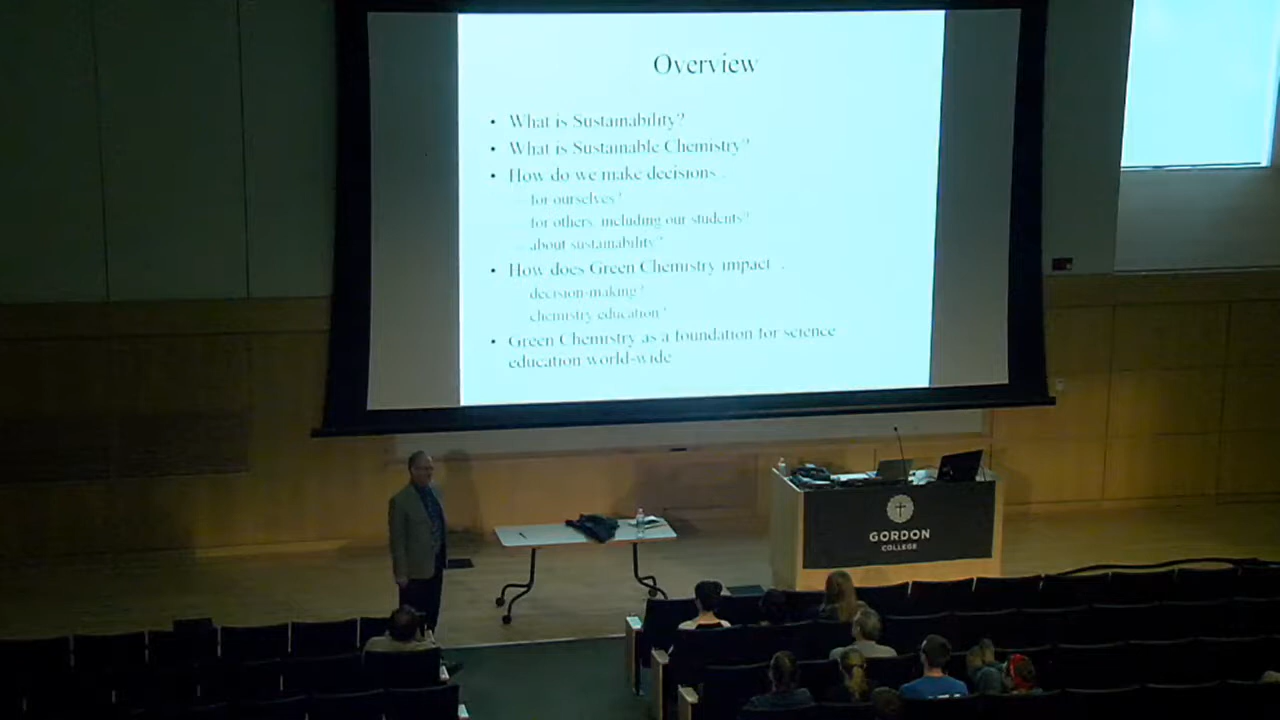 Overview
• What is Sustainability?
• What is Sustainable Chemistry?
• How do we make decisions…
– for ourselves?
– for others, including our students?
– about sustainability?
• How does Green Chemistry impact…
decision-making?
chemistry education?
• Green Chemistry as a foundation for science
education world-wide
GORDON
COLLEGE